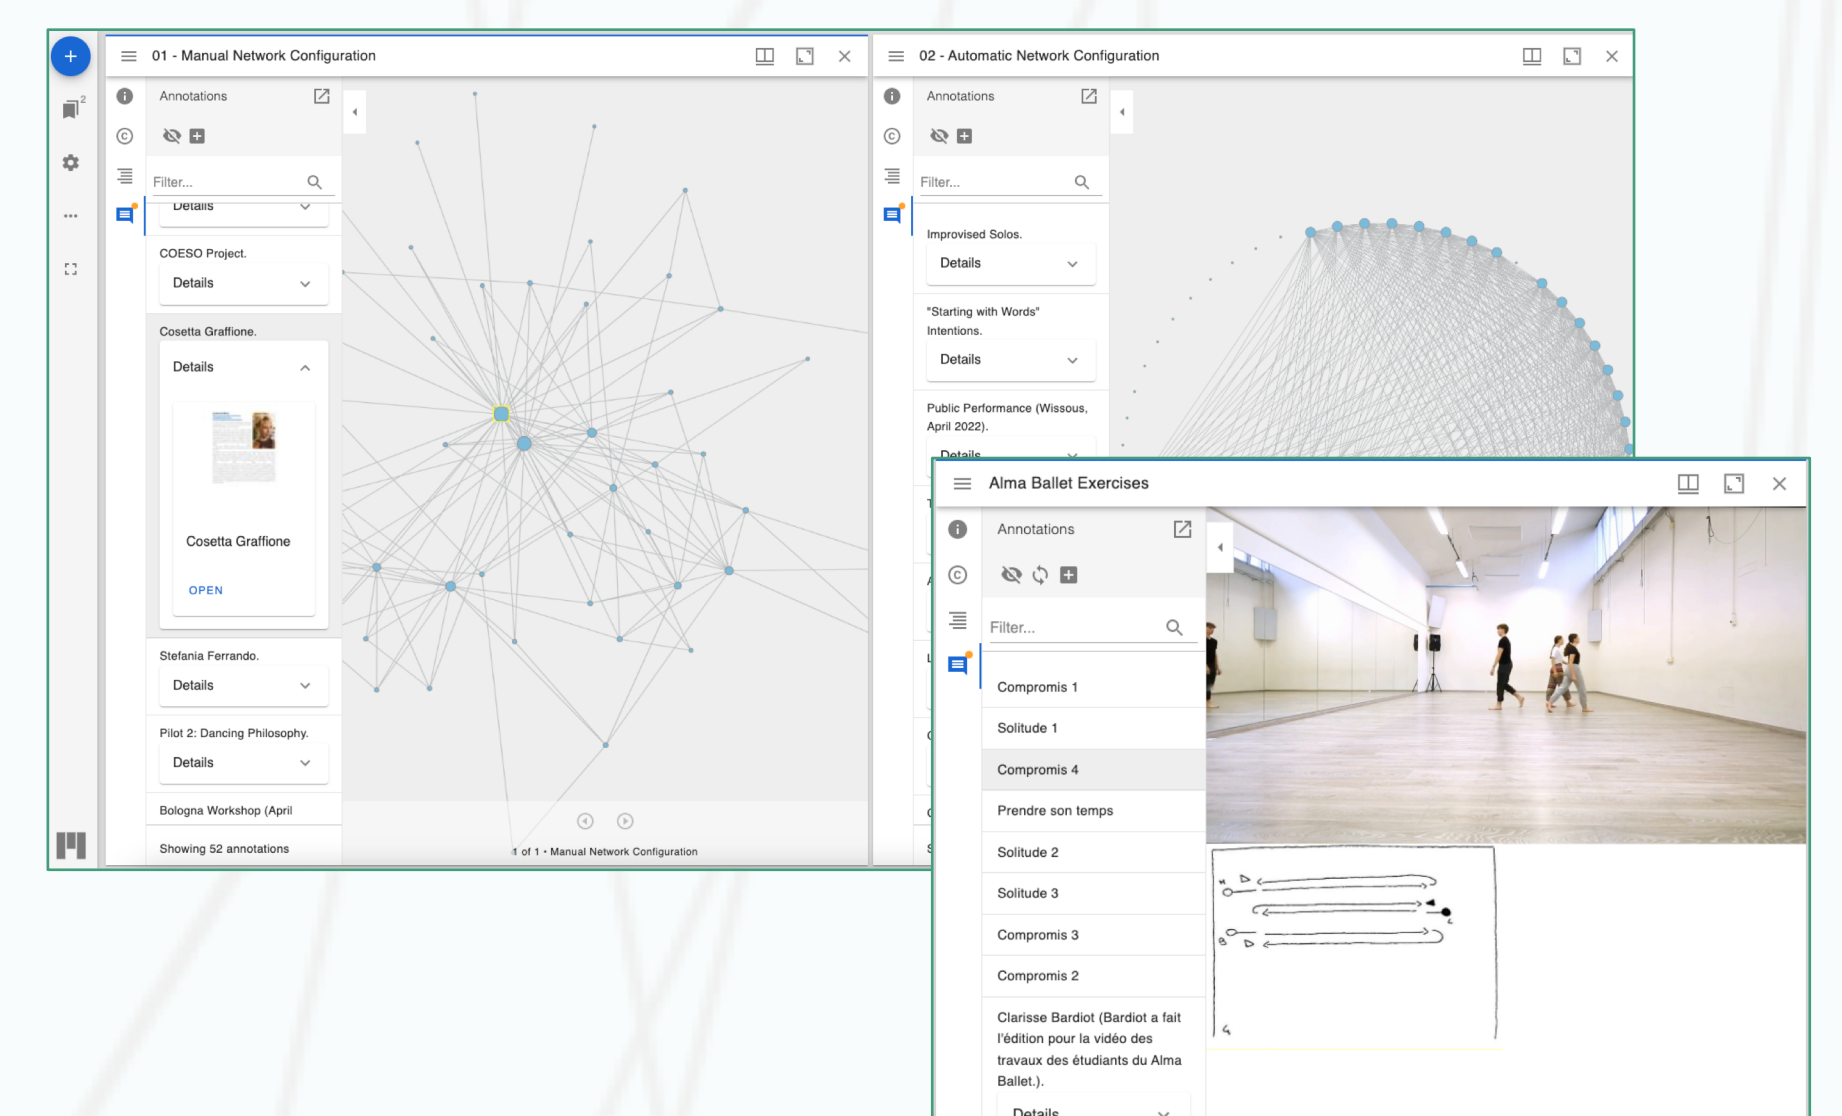 01 - Manual Network Configuration
2
Annotations
Filter...
Details
COESO Project.
Details
Cosetta Graffione.
Details
Cosetta Graffione
OPEN
Stefania Ferrando.
Details
Pilot 2: Dancing Philosophy.
Details
Bologna Workshop (April
Showing 52 annotations
1 of 1 • Manual Network Configuration
02 - Automatic Network Configuration
Annotations
Filter...
Improvised Solos.
Details
"Starting with Words"
Intentions.
Details
Public Performance (Wissous,
April 2022).
Details
Alma Ballet Exercises
Annotations
Filter...
Compromis 1
Solitude 1
Compromis 4
Prendre son temps
Solitude 2
Solitude 3
Compromis 3
Compromis 2
Clarisse Bardiot (Bardiot a fait
l'édition pour la vidéo des
travaux des étudiants du Alma
Ballet.).
Details